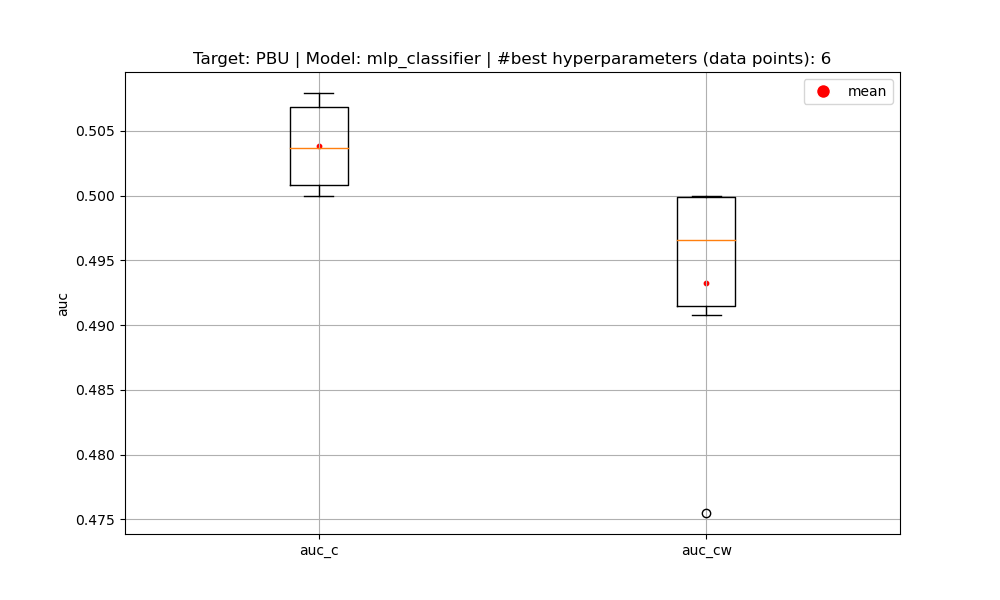 Target: PBU | Model: mlp_classifier | #best hyperparameters (data points): 6
mean
0.505
0.500
0.495
0.490
0.485
0.480
0.475
auc
auc_c
auc_cw